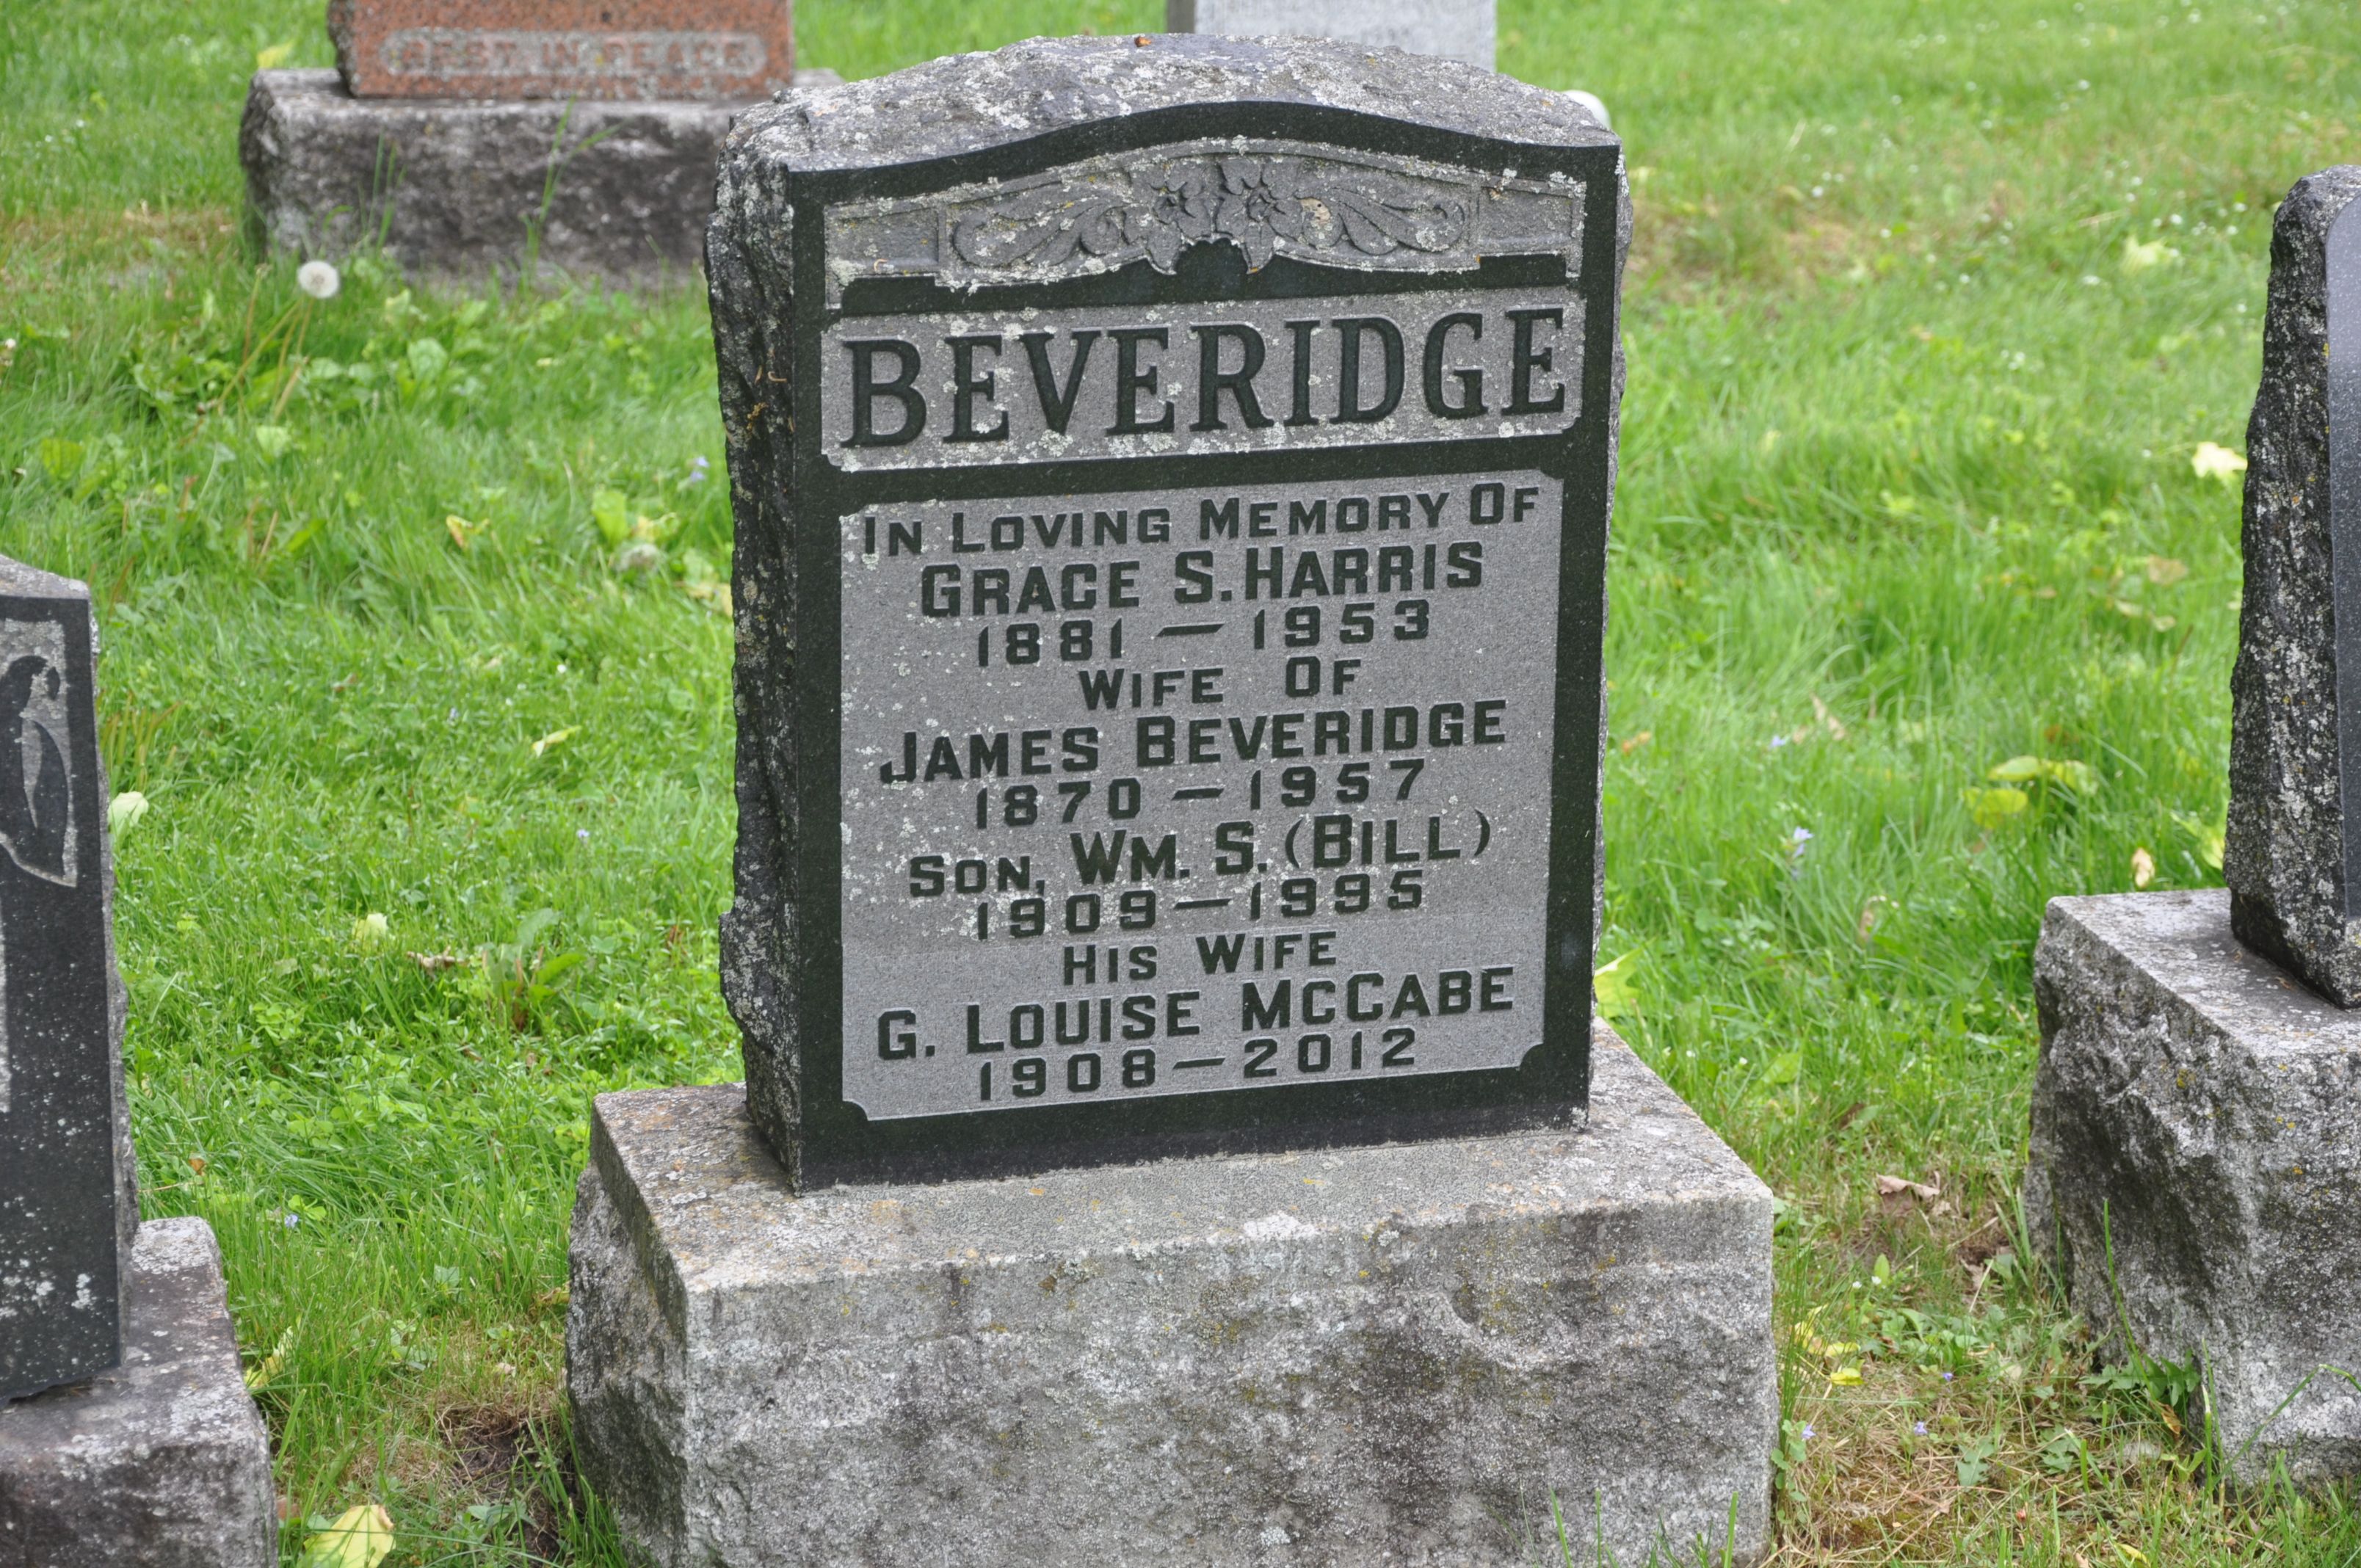 REST IN PEACE
BEVERIDGE
IN LOVING MEMORY OF
GRACE S. HARRIS
1881 — 1953
WIFE OF
JAMES BEVERIDGE
1870 — 1957
SON, WM. S. (BILL)
1909 — 1995
HIS WIFE
G. LOUISE MCCABE
1908 — 2012